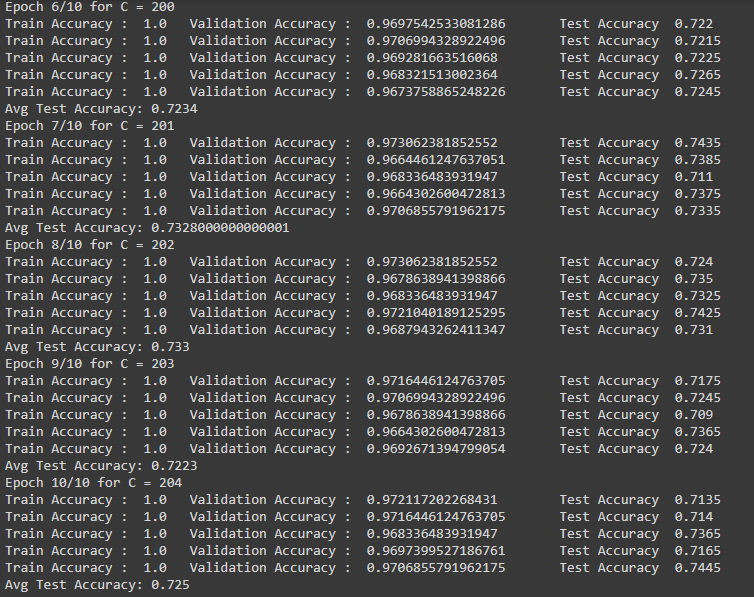 Epoch 6/10 for C = 200
Train Accuracy :  1.0   Validation Accuracy :  0.9697542533081286       Test Accuracy  0.722
Train Accuracy :  1.0   Validation Accuracy :  0.9706994328922496       Test Accuracy  0.7215
Train Accuracy :  1.0   Validation Accuracy :  0.969281663516068        Test Accuracy  0.7225
Train Accuracy :  1.0   Validation Accuracy :  0.968321513002364        Test Accuracy  0.7265
Train Accuracy :  1.0   Validation Accuracy :  0.9673758865248226       Test Accuracy  0.7245
Avg Test Accuracy: 0.7234
Epoch 7/10 for C = 201
Train Accuracy :  1.0   Validation Accuracy :  0.973062381852552        Test Accuracy  0.7435
Train Accuracy :  1.0   Validation Accuracy :  0.9664461247637051       Test Accuracy  0.7385
Train Accuracy :  1.0   Validation Accuracy :  0.968336483931947        Test Accuracy  0.711
Train Accuracy :  1.0   Validation Accuracy :  0.9664302600472813       Test Accuracy  0.7375
Train Accuracy :  1.0   Validation Accuracy :  0.9706855791962175       Test Accuracy  0.7335
Avg Test Accuracy: 0.7328000000000001
Epoch 8/10 for C = 202
Train Accuracy :  1.0   Validation Accuracy :  0.973062381852552        Test Accuracy  0.724
Train Accuracy :  1.0   Validation Accuracy :  0.9678638941398866       Test Accuracy  0.735
Train Accuracy :  1.0   Validation Accuracy :  0.968336483931947        Test Accuracy  0.7325
Train Accuracy :  1.0   Validation Accuracy :  0.9721040189125295       Test Accuracy  0.7425
Train Accuracy :  1.0   Validation Accuracy :  0.9687943262411347       Test Accuracy  0.731
Avg Test Accuracy: 0.733
Epoch 9/10 for C = 203
Train Accuracy :  1.0   Validation Accuracy :  0.9716446124763705       Test Accuracy  0.7175
Train Accuracy :  1.0   Validation Accuracy :  0.9706994328922496       Test Accuracy  0.7245
Train Accuracy :  1.0   Validation Accuracy :  0.9678638941398866       Test Accuracy  0.709
Train Accuracy :  1.0   Validation Accuracy :  0.9664302600472813       Test Accuracy  0.7365
Train Accuracy :  1.0   Validation Accuracy :  0.9692671394799054       Test Accuracy  0.724
Avg Test Accuracy: 0.7223
Epoch 10/10 for C = 204
Train Accuracy :  1.0   Validation Accuracy :  0.972117202268431        Test Accuracy  0.7135
Train Accuracy :  1.0   Validation Accuracy :  0.9716446124763705       Test Accuracy  0.714
Train Accuracy :  1.0   Validation Accuracy :  0.968336483931947        Test Accuracy  0.7365
Train Accuracy :  1.0   Validation Accuracy :  0.9697399527186761       Test Accuracy  0.7165
Train Accuracy :  1.0   Validation Accuracy :  0.9706855791962175       Test Accuracy  0.7445
Avg Test Accuracy: 0.725